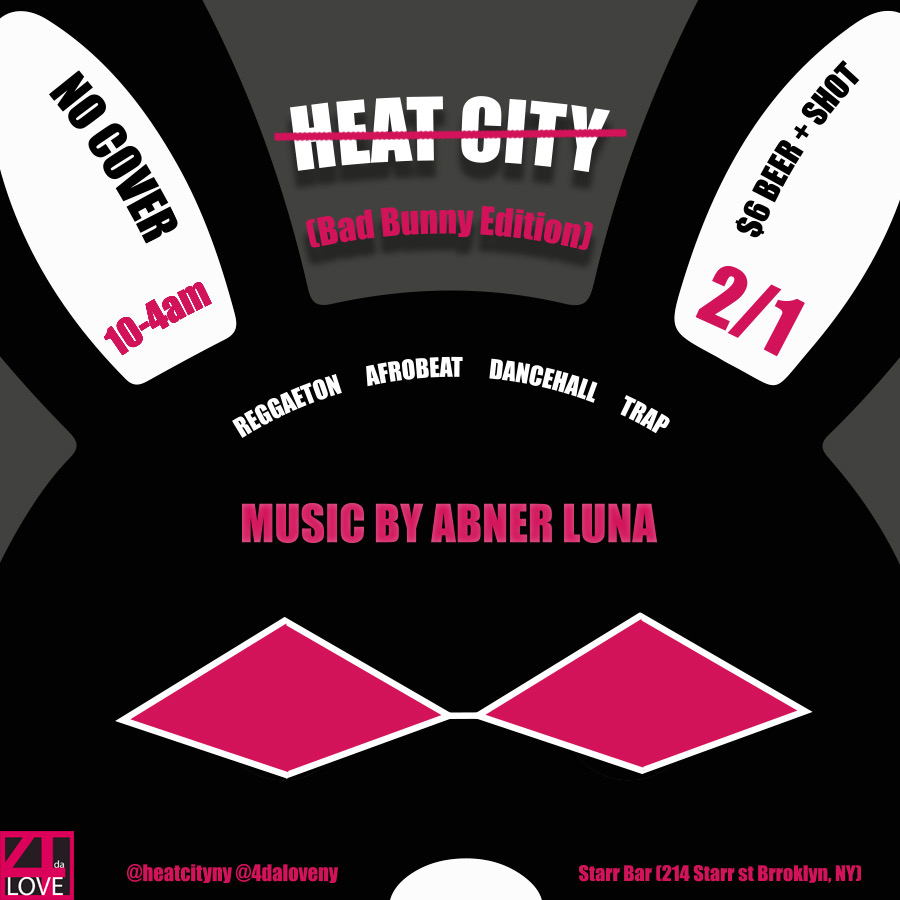 NO COVER
10-4am
HEAT CITY
(Bad Bunny Edition)
$6 BEER + SHOT
2/1
REGGAETON AFROBEAT DANCEHALL TRAP
MUSIC BY ABNER LUNA
4 da
LOVE
@heatcityny @4daloveny
Starr Bar (214 Starr st Brroklyn, NY)